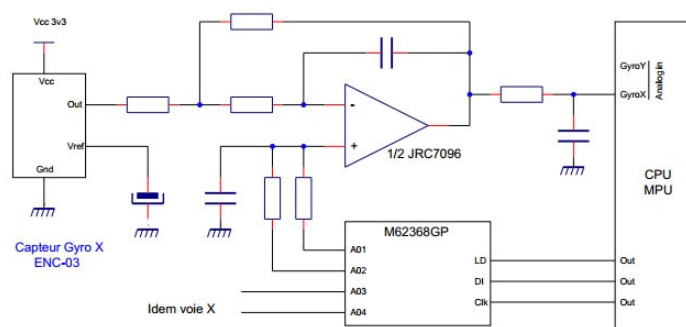 Vcc 3v3
Vcc
Out
Vref
Gnd
Capteur Gyro X
ENC-03
-
+
1/2 JRC7096
GyroY
GyroX
Analog in
CPU
MPU
M62368GP
A01
A02
A03
A04
LD
DI
Clk
Out
Out
Out
Idem voie X